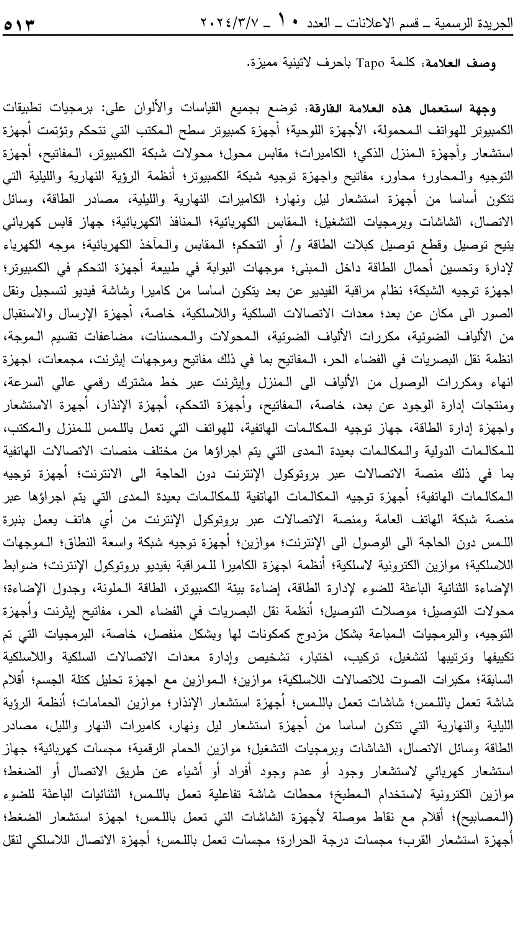 الجريدة الرسمية ـ قسم الاعلانات ـ العدد ١٠ ـ ٢٠٢٤/٣/٧ ٥١٣
وصف العلامة: كلمة Tapo باحرف لاتينية مميزة.
وجهة استعمال هذه العلامة الفارقة: توضع بجميع القياسات والألوان على: برمجيات تطبيقات
الكمبيوتر للهواتف المحمولة، الأجهزة اللوحية؛ أجهزة كمبيوتر سطح المكتب التي تتحكم وتؤتمت أجهزة
استشعار وأجهزة المنزل الذكي؛ الكاميرات؛ مقابس محول؛ محولات شبكة الكمبيوتر، المفاتيح، أجهزة
التوجيه والمحاور؛ محاور، مفاتيح واجهزة توجيه شبكة الكمبيوتر؛ أنظمة الرؤية النهارية والليلية التي
تتكون أساسا من أجهزة استشعار ليل ونهار؛ الكاميرات النهارية والليلية، مصادر الطاقة، وسائل
الاتصال، الشاشات وبرمجيات التشغيل؛ المقابس الكهربائية؛ المنافذ الكهربائية؛ جهاز قابس كهربائي
يتيح توصيل وقطع توصيل كبلات الطاقة و/ أو التحكم؛ المقابس والمآخذ الكهربائية؛ موجه الكهرباء
لإدارة وتحسين أحمال الطاقة داخل المبنى؛ موجهات البوابة في طبيعة أجهزة التحكم في الكمبيوتر؛
اجهزة توجيه الشبكة؛ نظام مراقبة الفيديو عن بعد يتكون اساسا من كاميرا وشاشة فيديو لتسجيل ونقل
الصور الى مكان عن بعد؛ معدات الاتصالات السلكية واللاسلكية، خاصة، أجهزة الإرسال والاستقبال
من الألياف الضوئية، مكررات الألياف الضوئية، المحولات والمحسنات، مضاعفات تقسيم الموجة،
انظمة نقل البصريات في الفضاء الحر، المفاتيح بما في ذلك مفاتيح وموجهات إيثرنت، مجمعات، اجهزة
انهاء ومكررات الوصول من الألياف الى المنزل وإيثرنت عبر خط مشترك رقمي عالي السرعة،
ومنتجات إدارة الوجود عن بعد، خاصة، المفاتيح، وأجهزة التحكم، أجهزة الإنذار، أجهزة الاستشعار
واجهزة إدارة الطاقة، جهاز توجيه المكالمات الهاتفية، للهواتف التي تعمل باللمس للمنزل والمكتب،
للمكالمات الدولية والمكالمات بعيدة المدى التي يتم اجراؤها من مختلف منصات الاتصالات الهاتفية
بما في ذلك منصة الاتصالات عبر بروتوكول الإنترنت دون الحاجة الى الانترنت؛ أجهزة توجيه
المكالمات الهاتفية؛ أجهزة توجيه المكالمات الهاتفية للمكالمات بعيدة المدى التي يتم اجراؤها عبر
منصة شبكة الهاتف العامة ومنصة الاتصالات عبر بروتوكول الإنترنت من أي هاتف يعمل بنبرة
اللمس دون الحاجة الى الوصول الى الإنترنت؛ موازين؛ أجهزة توجيه شبكة واسعة النطاق؛ الموجهات
اللاسلكية؛ موازين الكترونية لاسلكية؛ أنظمة اجهزة الكاميرا للمراقبة بفيديو بروتوكول الإنترنت؛ ضوابط
الإضاءة الثنائية الباعثة للضوء لإدارة الطاقة، إضاءة بيئة الكمبيوتر، الطاقة الملونة، وجدول الإضاءة؛
محولات التوصيل؛ موصلات التوصيل؛ أنظمة نقل البصريات في الفضاء الحر، مفاتيح إيثرنت وأجهزة
التوجيه، والبرمجيات المباعة بشكل مزدوج كمكونات لها وبشكل منفصل، خاصة، البرمجيات التي تم
تكييفها وترتيبها لتشغيل، تركيب، اختبار، تشخيص وإدارة معدات الاتصالات السلكية واللاسلكية
السابقة؛ مكبرات الصوت للاتصالات اللاسلكية؛ موازين؛ الموازين مع اجهزة تحليل كتلة الجسم؛ أقلام
شاشة تعمل باللمس؛ شاشات تعمل باللمس؛ أجهزة استشعار الإنذار؛ موازين الحمامات؛ أنظمة الرؤية
الليلية والنهارية التي تتكون اساسا من أجهزة استشعار ليل ونهار، كاميرات النهار والليل، مصادر
الطاقة وسائل الاتصال، الشاشات وبرمجيات التشغيل؛ موازين الحمام الرقمية؛ مجسات كهربائية؛ جهاز
استشعار كهربائي لاستشعار وجود أو عدم وجود أفراد أو أشياء عن طريق الاتصال أو الضغط؛
موازين الكترونية لاستخدام المطبخ؛ محطات شاشة تفاعلية تعمل باللمس؛ الثنائيات الباعثة للضوء
(المصابيح)؛ أقلام مع نقاط موصلة لأجهزة الشاشات التي تعمل باللمس؛ اجهزة استشعار الضغط؛
أجهزة استشعار القرب؛ مجسات درجة الحرارة؛ مجسات تعمل باللمس؛ أجهزة الاتصال اللاسلكي لنقل